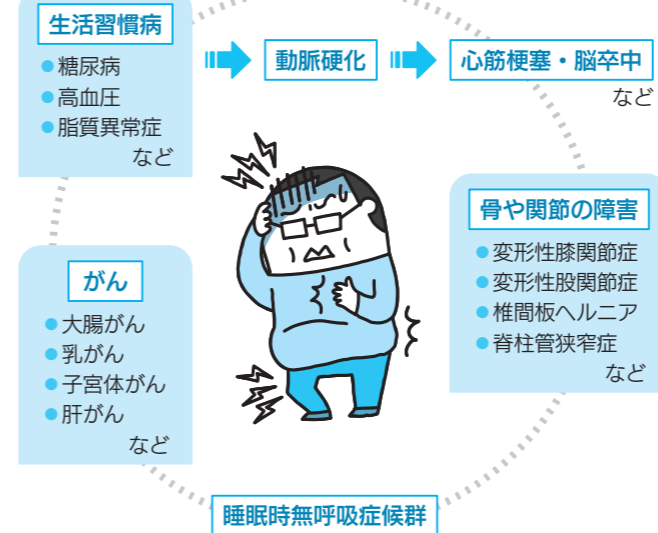 生活習慣病
●糖尿病
●高血圧
●脂質異常症
など
動脈硬化
心筋梗塞・脳卒中
など
骨や関節の障害
●変形性膝関節症
●変形性股関節症
●椎間板ヘルニア
●脊柱管狭窄症
など
がん
●大腸がん
●乳がん
●子宮体がん
●肝がん
など
睡眠時無呼吸症候群